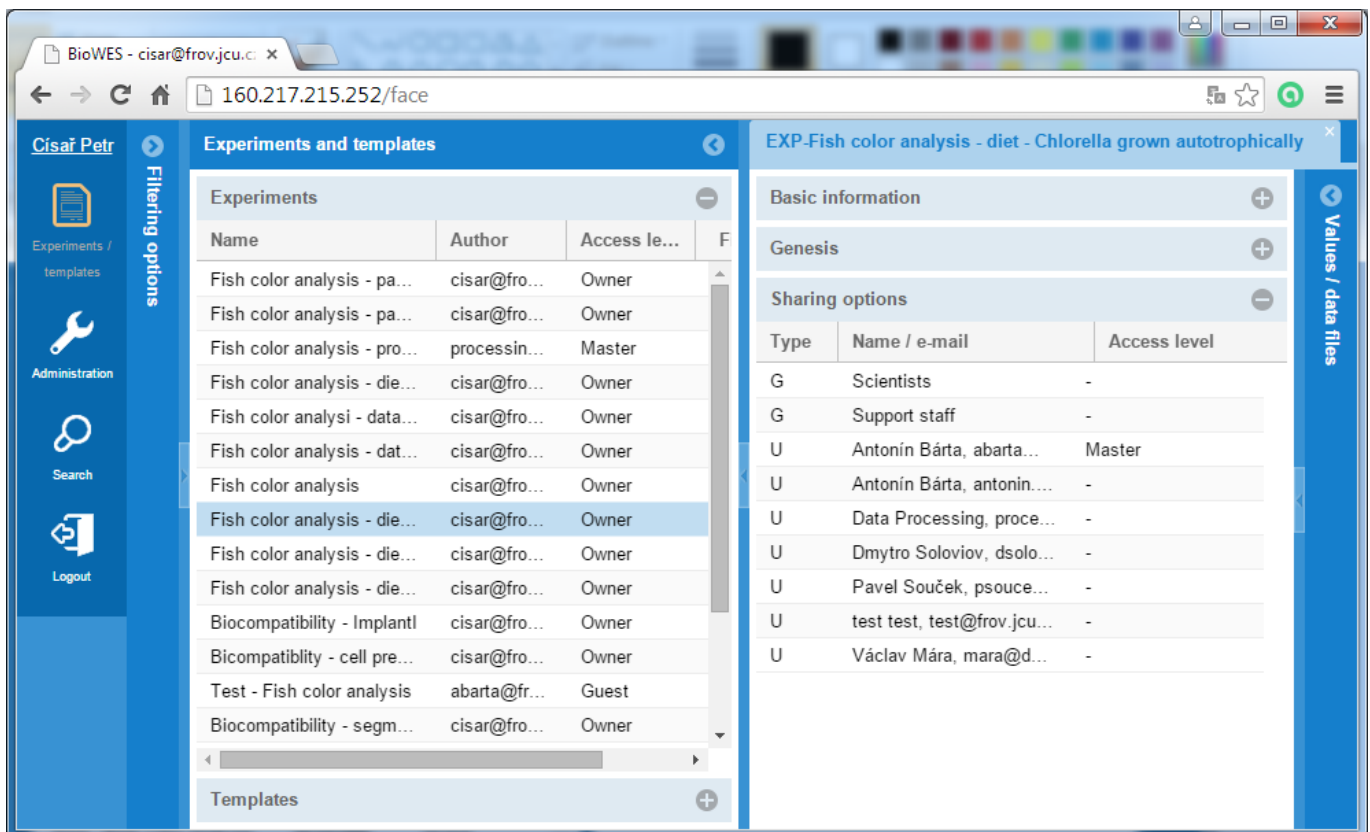 BioWES - cisar@frov.jcu.c
160.217.215.252/face
Císař Petr
Experiments /
templates
Administration
Search
Logout
Filtering options
Experiments and templates
Experiments
Name Author Access le... F
Fish color analysis - pa... cisar@fro... Owner
Fish color analysis - pa... cisar@fro... Owner
Fish color analysis - pro... processin... Master
Fish color analysis - die... cisar@fro... Owner
Fish color analysi - data... cisar@fro... Owner
Fish color analysis - dat... cisar@fro... Owner
Fish color analysis cisar@fro... Owner
Fish color analysis - die... cisar@fro... Owner
Fish color analysis - die... cisar@fro... Owner
Fish color analysis - die... cisar@fro... Owner
Biocompatibility - Implantl cisar@fro... Owner
Bicompatiblity - cell pre... cisar@fro... Owner
Test - Fish color analysis abarta@fr... Guest
Biocompatibility - segm... cisar@fro... Owner
Templates
EXP-Fish color analysis - diet - Chlorella grown autotrophically
Basic information
Genesis
Sharing options
Type Name / e-mail Access level
G Scientists -
G Support staff -
U Antonín Bárta, abarta... Master
U Antonín Bárta, antonin.... -
U Data Processing, proce... -
U Dmytro Soloviov, dsolo... -
U Pavel Souček, psouce... -
U test test, test@frov.jcu... -
U Václav Mára, mara@d... -
Values / data files